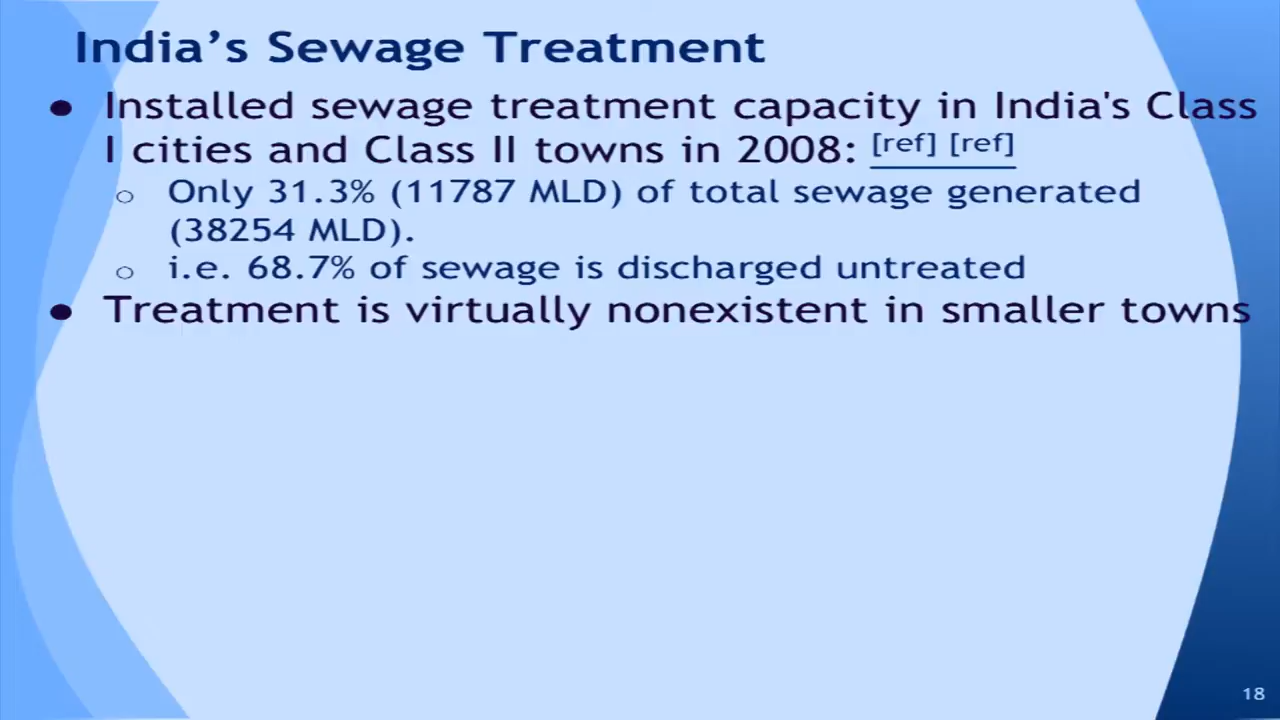 India’s Sewage Treatment
● Installed sewage treatment capacity in India's Class
I cities and Class II towns in 2008: [ref] [ref]
○ Only 31.3% (11787 MLD) of total sewage generated
(38254 MLD).
○ i.e. 68.7% of sewage is discharged untreated
● Treatment is virtually nonexistent in smaller towns
18